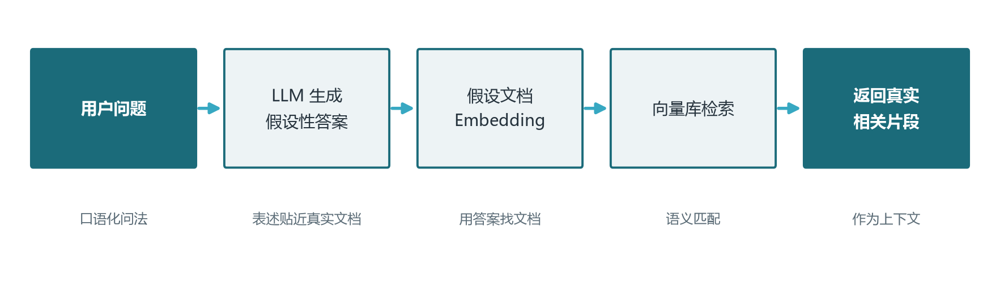 用户问题
LLM 生成
假设性答案
假设文档
Embedding
向量库检索
返回真实
相关片段
口语化问法
表述贴近真实文档
用答案找文档
语义匹配
作为上下文